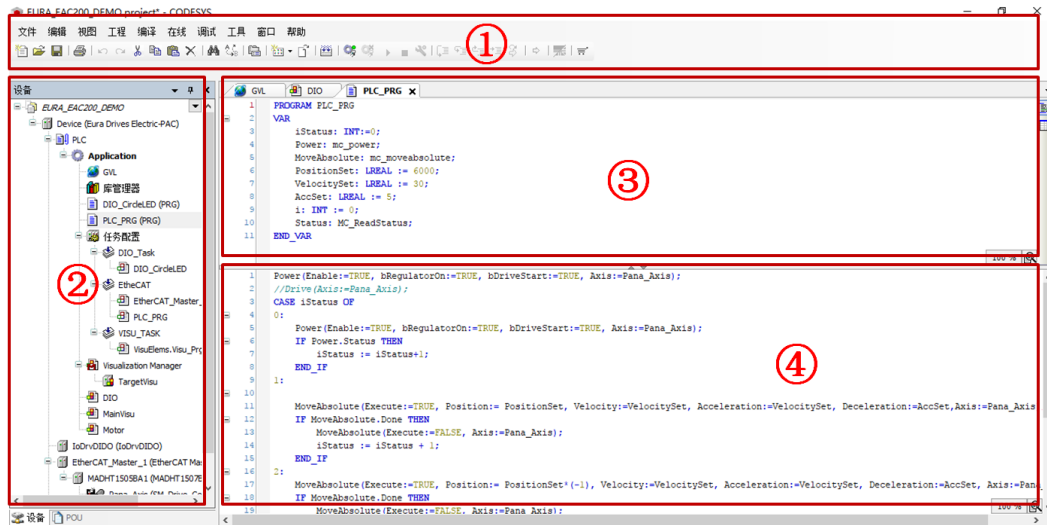 EURA_EAC200_DEMO.project* - CODESYS
文件 编辑 视图 工程 编译 在线 调试 工具 窗口 帮助
①
设备
EURA_EAC200_DEMO
Device (Eura Drives Electric-PAC)
PLC
Application
GVL
库管理器
DIO_CircleLED (PRG)
PLC_PRG (PRG)
任务配置
DIO_Task
DIO_CircleLED
EtheCAT
EtherCAT_Master_
PLC_PRG
VISU_TASK
VisuElems.Visu_Prg
Visualization Manager
TargetVisu
DIO
MainVisu
Motor
IoDrvDIDO (IoDrvDIDO)
EtherCAT_Master_1 (EtherCAT Mas
MADHT1505BA1 (MADHT1507E
Pana_Axis (SM_Drive_Ge
②
设备 POU
GVL DIO PLC_PRG
1 PROGRAM PLC_PRG
2 VAR
3 iStatus: INT:=0;
4 Power: mc_power;
5 MoveAbsolute: mc_moveabsolute;
6 PositionSet: LREAL := 6000;
7 VelocitySet: LREAL := 30;
8 AccSet: LREAL := 5;
9 i: INT := 0;
10 Status: MC_ReadStatus;
11 END_VAR
③
100 %
1 Power(Enable:=TRUE, bRegulatorOn:=TRUE, bDriveStart:=TRUE, Axis:=Pana_Axis);
2 //Drive(Axis:=Pana_Axis);
3 CASE iStatus OF
4 0:
5 Power(Enable:=TRUE, bRegulatorOn:=TRUE, bDriveStart:=TRUE, Axis:=Pana_Axis);
6 IF Power.Status THEN
7 iStatus := iStatus+1;
8 END_IF
9 1:
10
11 MoveAbsolute(Execute:=TRUE, Position:= PositionSet, Velocity:=VelocitySet, Acceleration:=VelocitySet, Deceleration:=AccSet,Axis:=Pana_Axis
12 IF MoveAbsolute.Done THEN
13 MoveAbsolute(Execute:=FALSE, Axis:=Pana_Axis);
14 iStatus := iStatus + 1;
15 END_IF
16 2:
17 MoveAbsolute(Execute:=TRUE, Position:= PositionSet*(-1), Velocity:=VelocitySet, Acceleration:=VelocitySet, Deceleration:=AccSet, Axis:=Pana
18 IF MoveAbsolute.Done THEN
19 MoveAbsolute(Execute:=FALSE, Axis:=Pana_Axis);
④
100 %